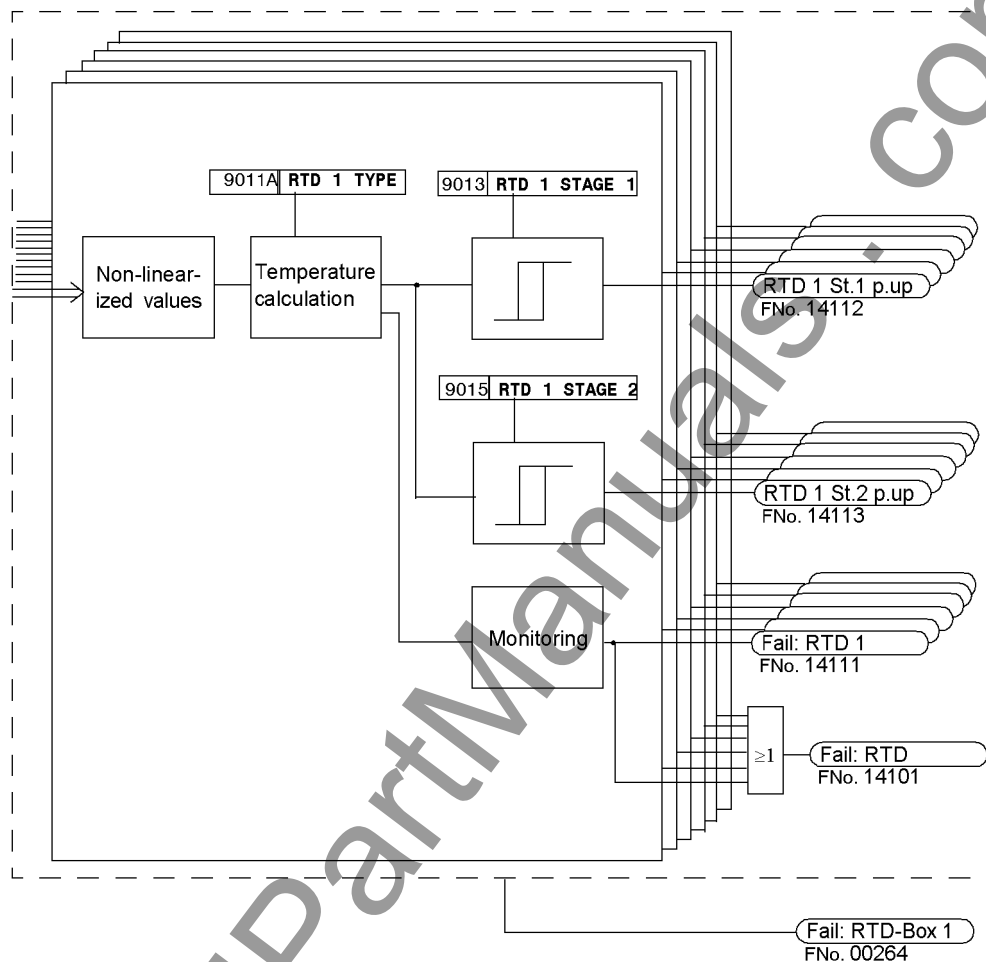 9011A RTD 1 TYPE
9013 RTD 1 STAGE 1
Non-linear-
ized values
Temperature
calculation
RTD 1 St.1 p.up
FNo. 14112
9015 RTD 1 STAGE 2
RTD 1 St.2 p.up
FNo. 14113
Monitoring
Fail: RTD 1
FNo. 14111
≥1
Fail: RTD
FNo. 14101
Fail: RTD-Box 1
FNo. 00264
PartManuals.co